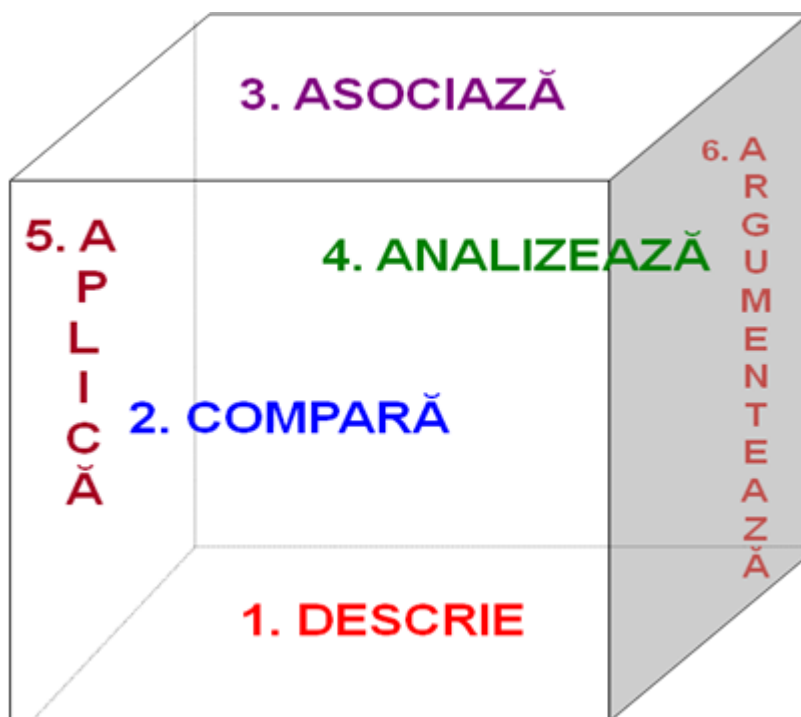 3. ASOCIAZĂ
6. ARGUMENTEAZĂ
5. APLICĂ
4. ANALIZEAZĂ
2. COMPARĂ
1. DESCRIE